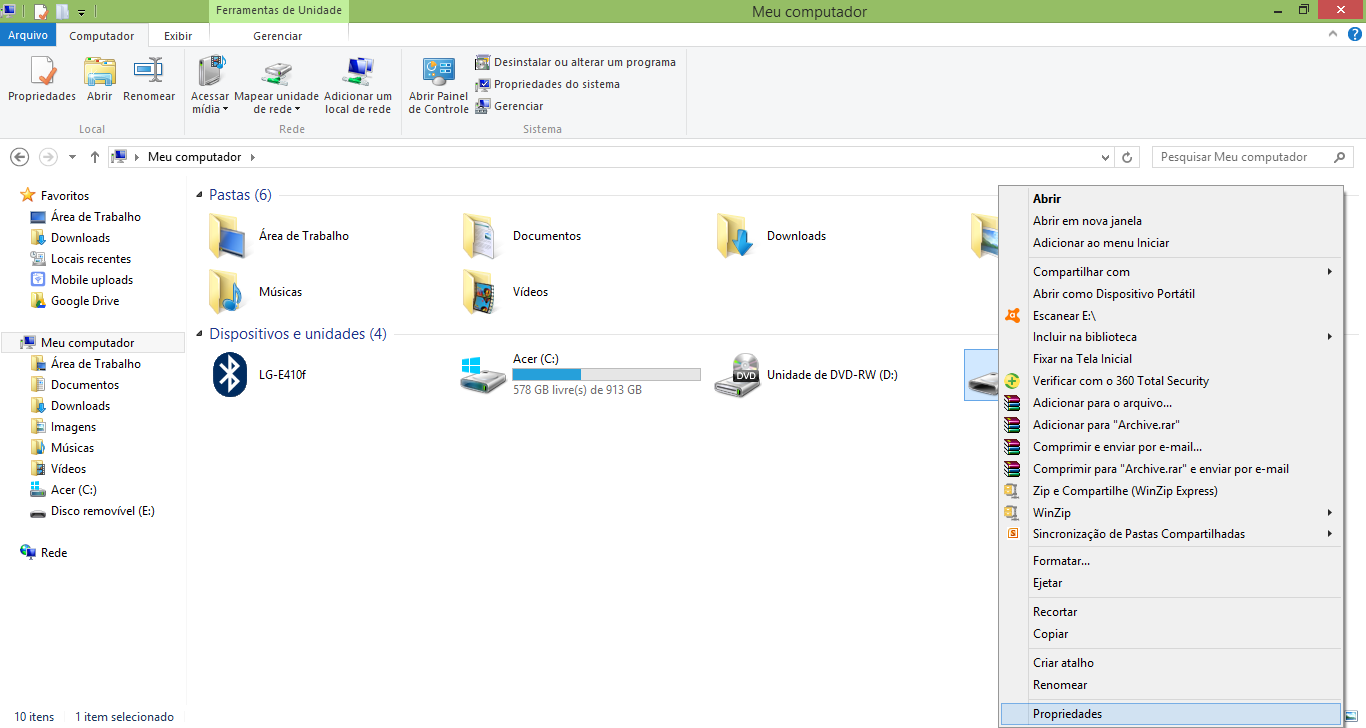 Ferramentas de Unidade
Meu computador
Arquivo
Computador
Exibir
Gerenciar
Propriedades
Abrir
Renomear
Local
Acessar
mídia
Mapear unidade
de rede
Adicionar um
local de rede
Rede
Abrir Painel
de Controle
Desinstalar ou alterar um programa
Propriedades do sistema
Gerenciar
Sistema
Meu computador
Pesquisar Meu computador
Favoritos
Área de Trabalho
Downloads
Locais recentes
Mobile uploads
Google Drive
Meu computador
Área de Trabalho
Documentos
Downloads
Imagens
Músicas
Vídeos
Acer (C:)
Disco removível (E:)
Rede
Pastas (6)
Área de Trabalho
Documentos
Downloads
Músicas
Vídeos
Dispositivos e unidades (4)
LG-E410f
Acer (C:)
578 GB livre(s) de 913 GB
DVD
Unidade de DVD-RW (D:)
Abrir
Abrir em nova janela
Adicionar ao menu Iniciar
Compartilhar com
Abrir como Dispositivo Portátil
Escanear E:\
Incluir na biblioteca
Fixar na Tela Inicial
Verificar com o 360 Total Security
Adicionar para o arquivo...
Adicionar para "Archive.rar"
Comprimir e enviar por e-mail...
Comprimir para "Archive.rar" e enviar por e-mail
Zip e Compartilhe (WinZip Express)
WinZip
Sincronização de Pastas Compartilhadas
Formatar...
Ejetar
Recortar
Copiar
Criar atalho
Renomear
Propriedades
10 itens
1 item selecionado